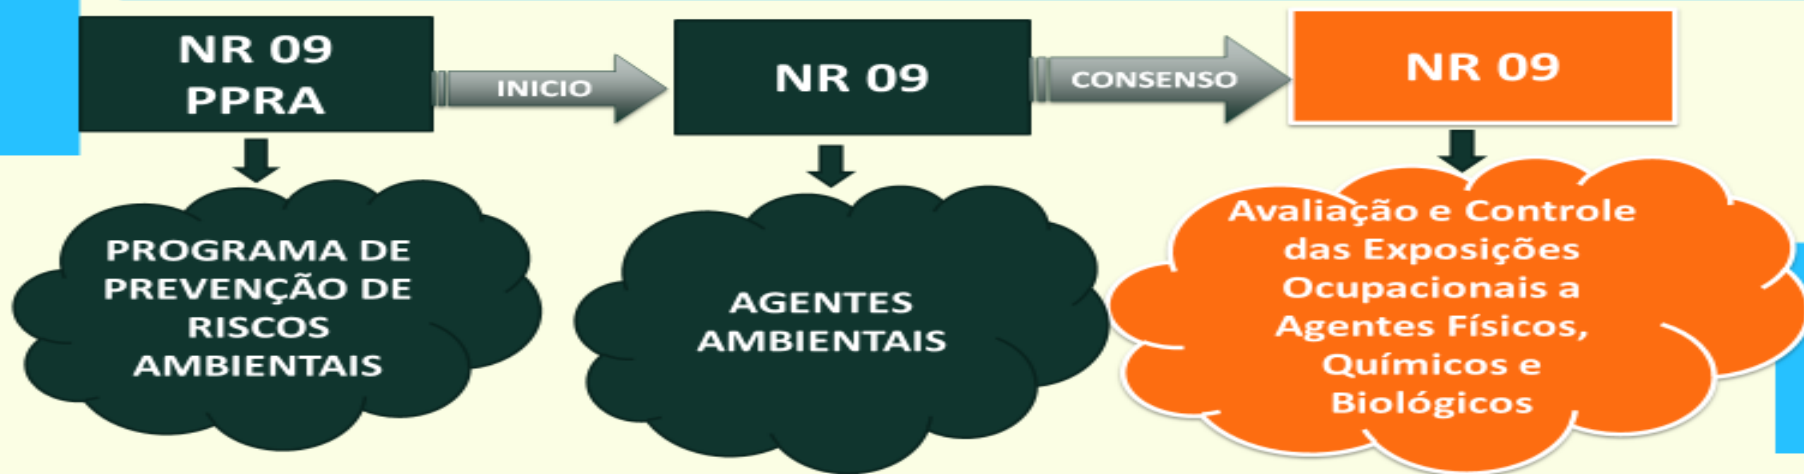 NR 09
PPRA
INICIO
NR 09
CONSENSO
NR 09
PROGRAMA DE
PREVENÇÃO DE
RISCOS
AMBIENTAIS
AGENTES
AMBIENTAIS
Avaliação e Controle
das Exposições
Ocupacionais a
Agentes Físicos,
Químicos e
Biológicos